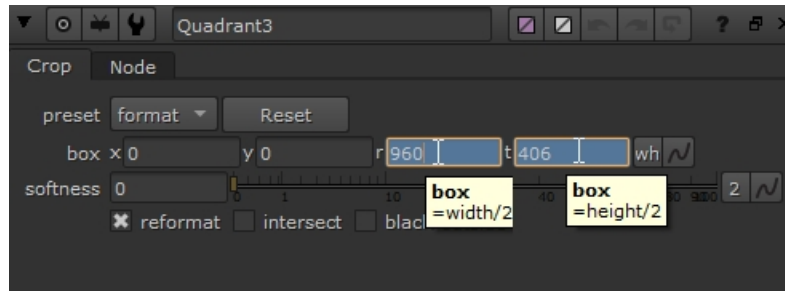 Quadrant3 ?
Crop Node
preset format Reset
box x 0 y 0 r 960 t 406 wh
softness 0 0 1 10 40 2
reformat intersect blac
box
=width/2
box
=height/2